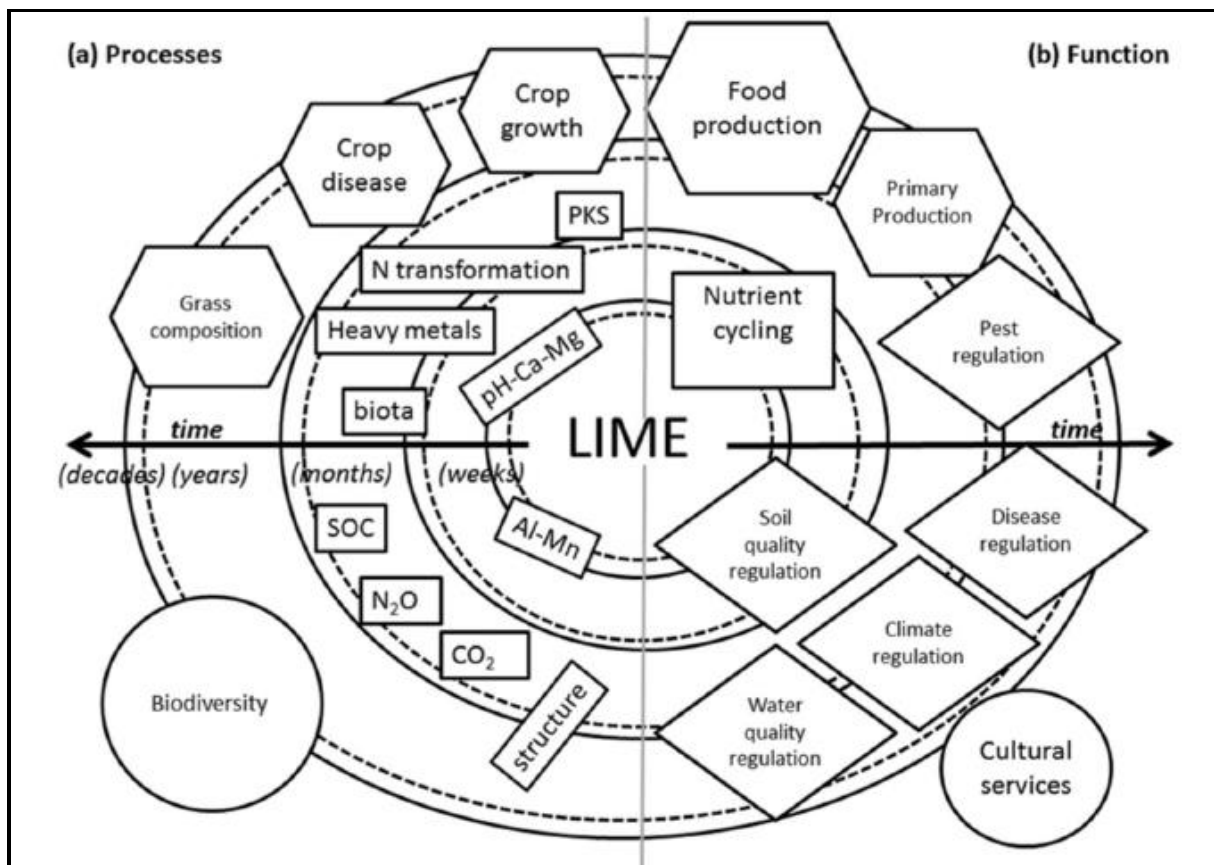 (a) Processes
(b) Function
Crop
growth
Food
production
Crop
disease
Primary
Production
PKS
N transformation
Grass
composition
Heavy metals
pH-Ca-Mg
Nutrient
cycling
Pest
regulation
biota
LIME
time
time
(decades) (years)
(months)
(weeks)
SOC
Al-Mn
Soil
quality
regulation
Disease
regulation
N₂O
CO₂
Climate
regulation
Biodiversity
structure
Water
quality
regulation
Cultural
services